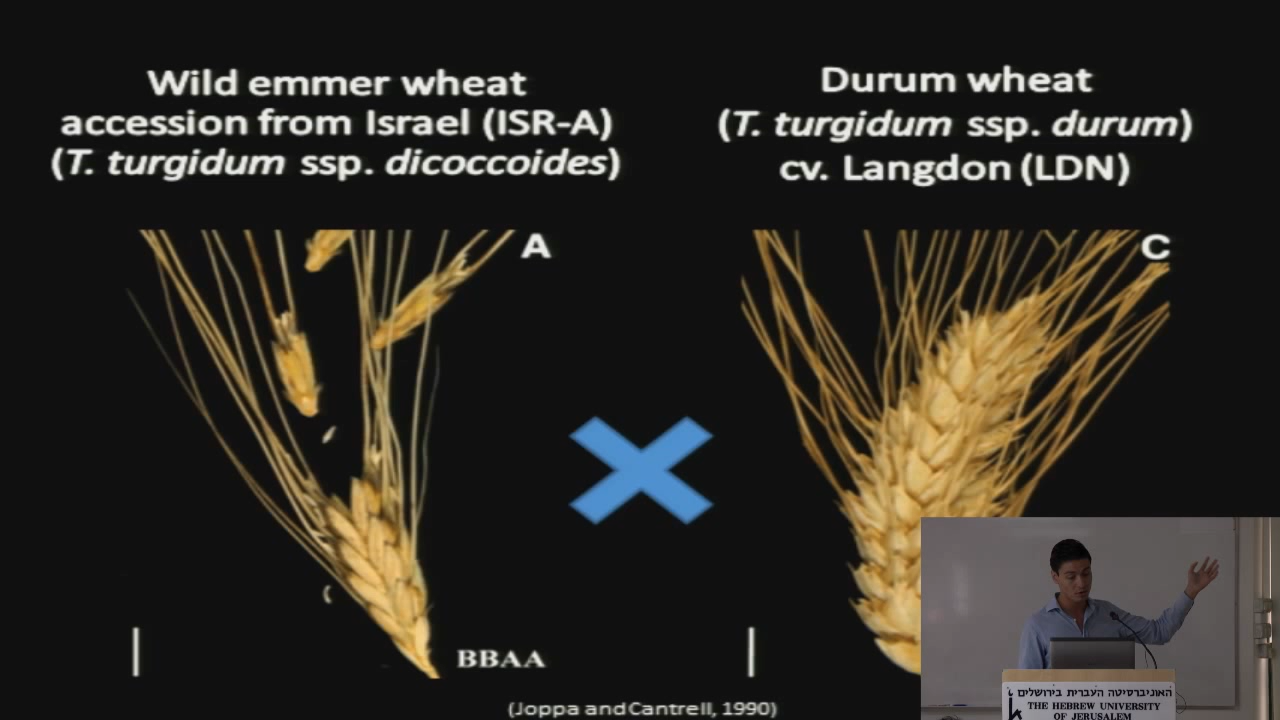 Wild emmer wheat
accession from Israel (ISR-A)
(T. turgidum ssp. dicoccoides)
Durum wheat
(T. turgidum ssp. durum)
cv. Langdon (LDN)
A
C
BBAA
(Joppa and Cantrell, 1990)
האוניברסיטה העברית בירושלים
THE HEBREW UNIVERSITY
OF JERUSALEM